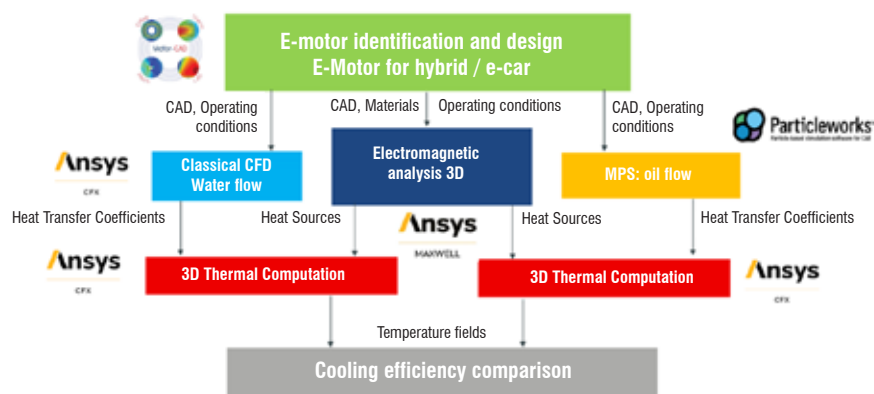 Motor-CAD
E-motor identification and design
E-Motor for hybrid / e-car
CAD, Operating
conditions
CAD, Materials
Operating conditions
CAD, Operating
conditions
Particleworks
Ansys
CFX
Classical CFD
Water flow
Electromagnetic
analysis 3D
MPS: oil flow
Heat Transfer Coefficients
Heat Sources
Ansys
MAXWELL
Heat Sources
Heat Transfer Coefficients
Ansys
CFX
3D Thermal Computation
3D Thermal Computation
Ansys
CFX
Temperature fields
Cooling efficiency comparison